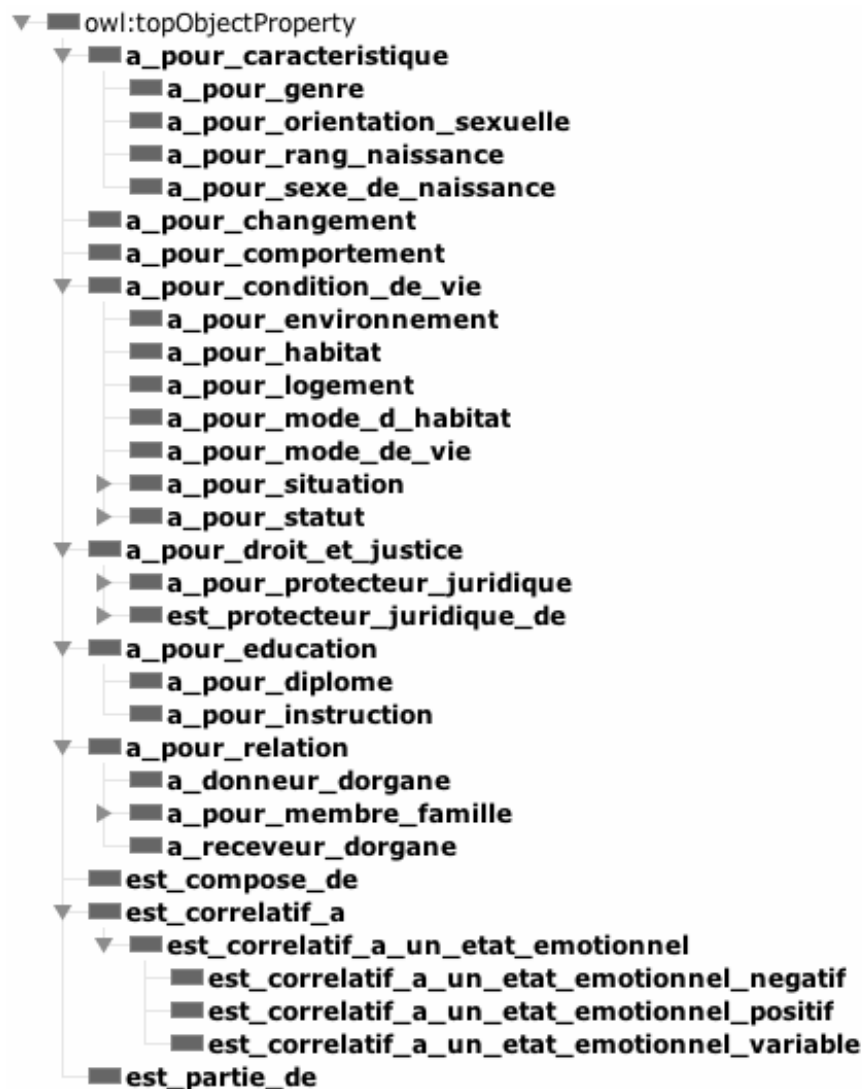 owl:topObjectProperty
a_pour_caracteristique
a_pour_genre
a_pour_orientation_sexuelle
a_pour_rang_naissance
a_pour_sexe_de_naissance
a_pour_changement
a_pour_comportement
a_pour_condition_de_vie
a_pour_environnement
a_pour_habitat
a_pour_logement
a_pour_mode_d_habitat
a_pour_mode_de_vie
a_pour_situation
a_pour_statut
a_pour_droit_et_justice
a_pour_protecteur_juridique
est_protecteur_juridique_de
a_pour_education
a_pour_diplome
a_pour_instruction
a_pour_relation
a_donneur_dorgane
a_pour_membre_famille
a_receveur_dorgane
est_compose_de
est_correlatif_a
est_correlatif_a_un_etat_emotionnel
est_correlatif_a_un_etat_emotionnel_negatif
est_correlatif_a_un_etat_emotionnel_positif
est_correlatif_a_un_etat_emotionnel_variable
est_partie_de